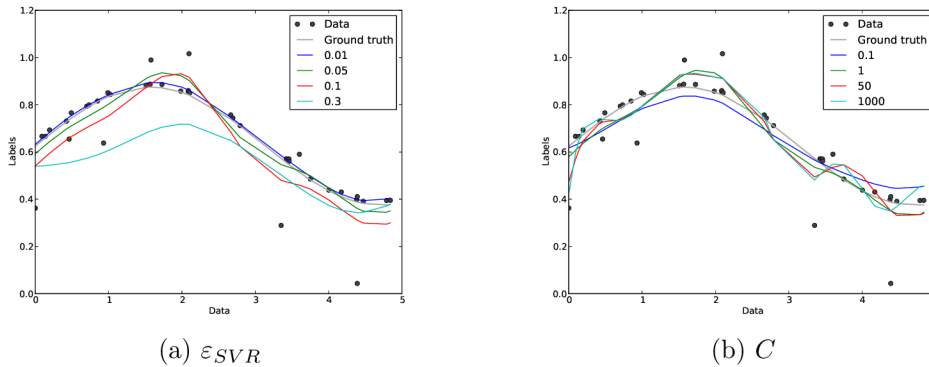 1.2
1.0
0.8
0.6
0.4
0.2
0.0
Labels
0 1 2 3 4 5
Data
Data
Ground truth
0.01
0.05
0.1
0.3
(a) εSVR
1.2
1.0
0.8
0.6
0.4
0.2
0.0
Labels
0 1 2 3 4
Data
Data
Ground truth
0.1
1
50
1000
(b) C